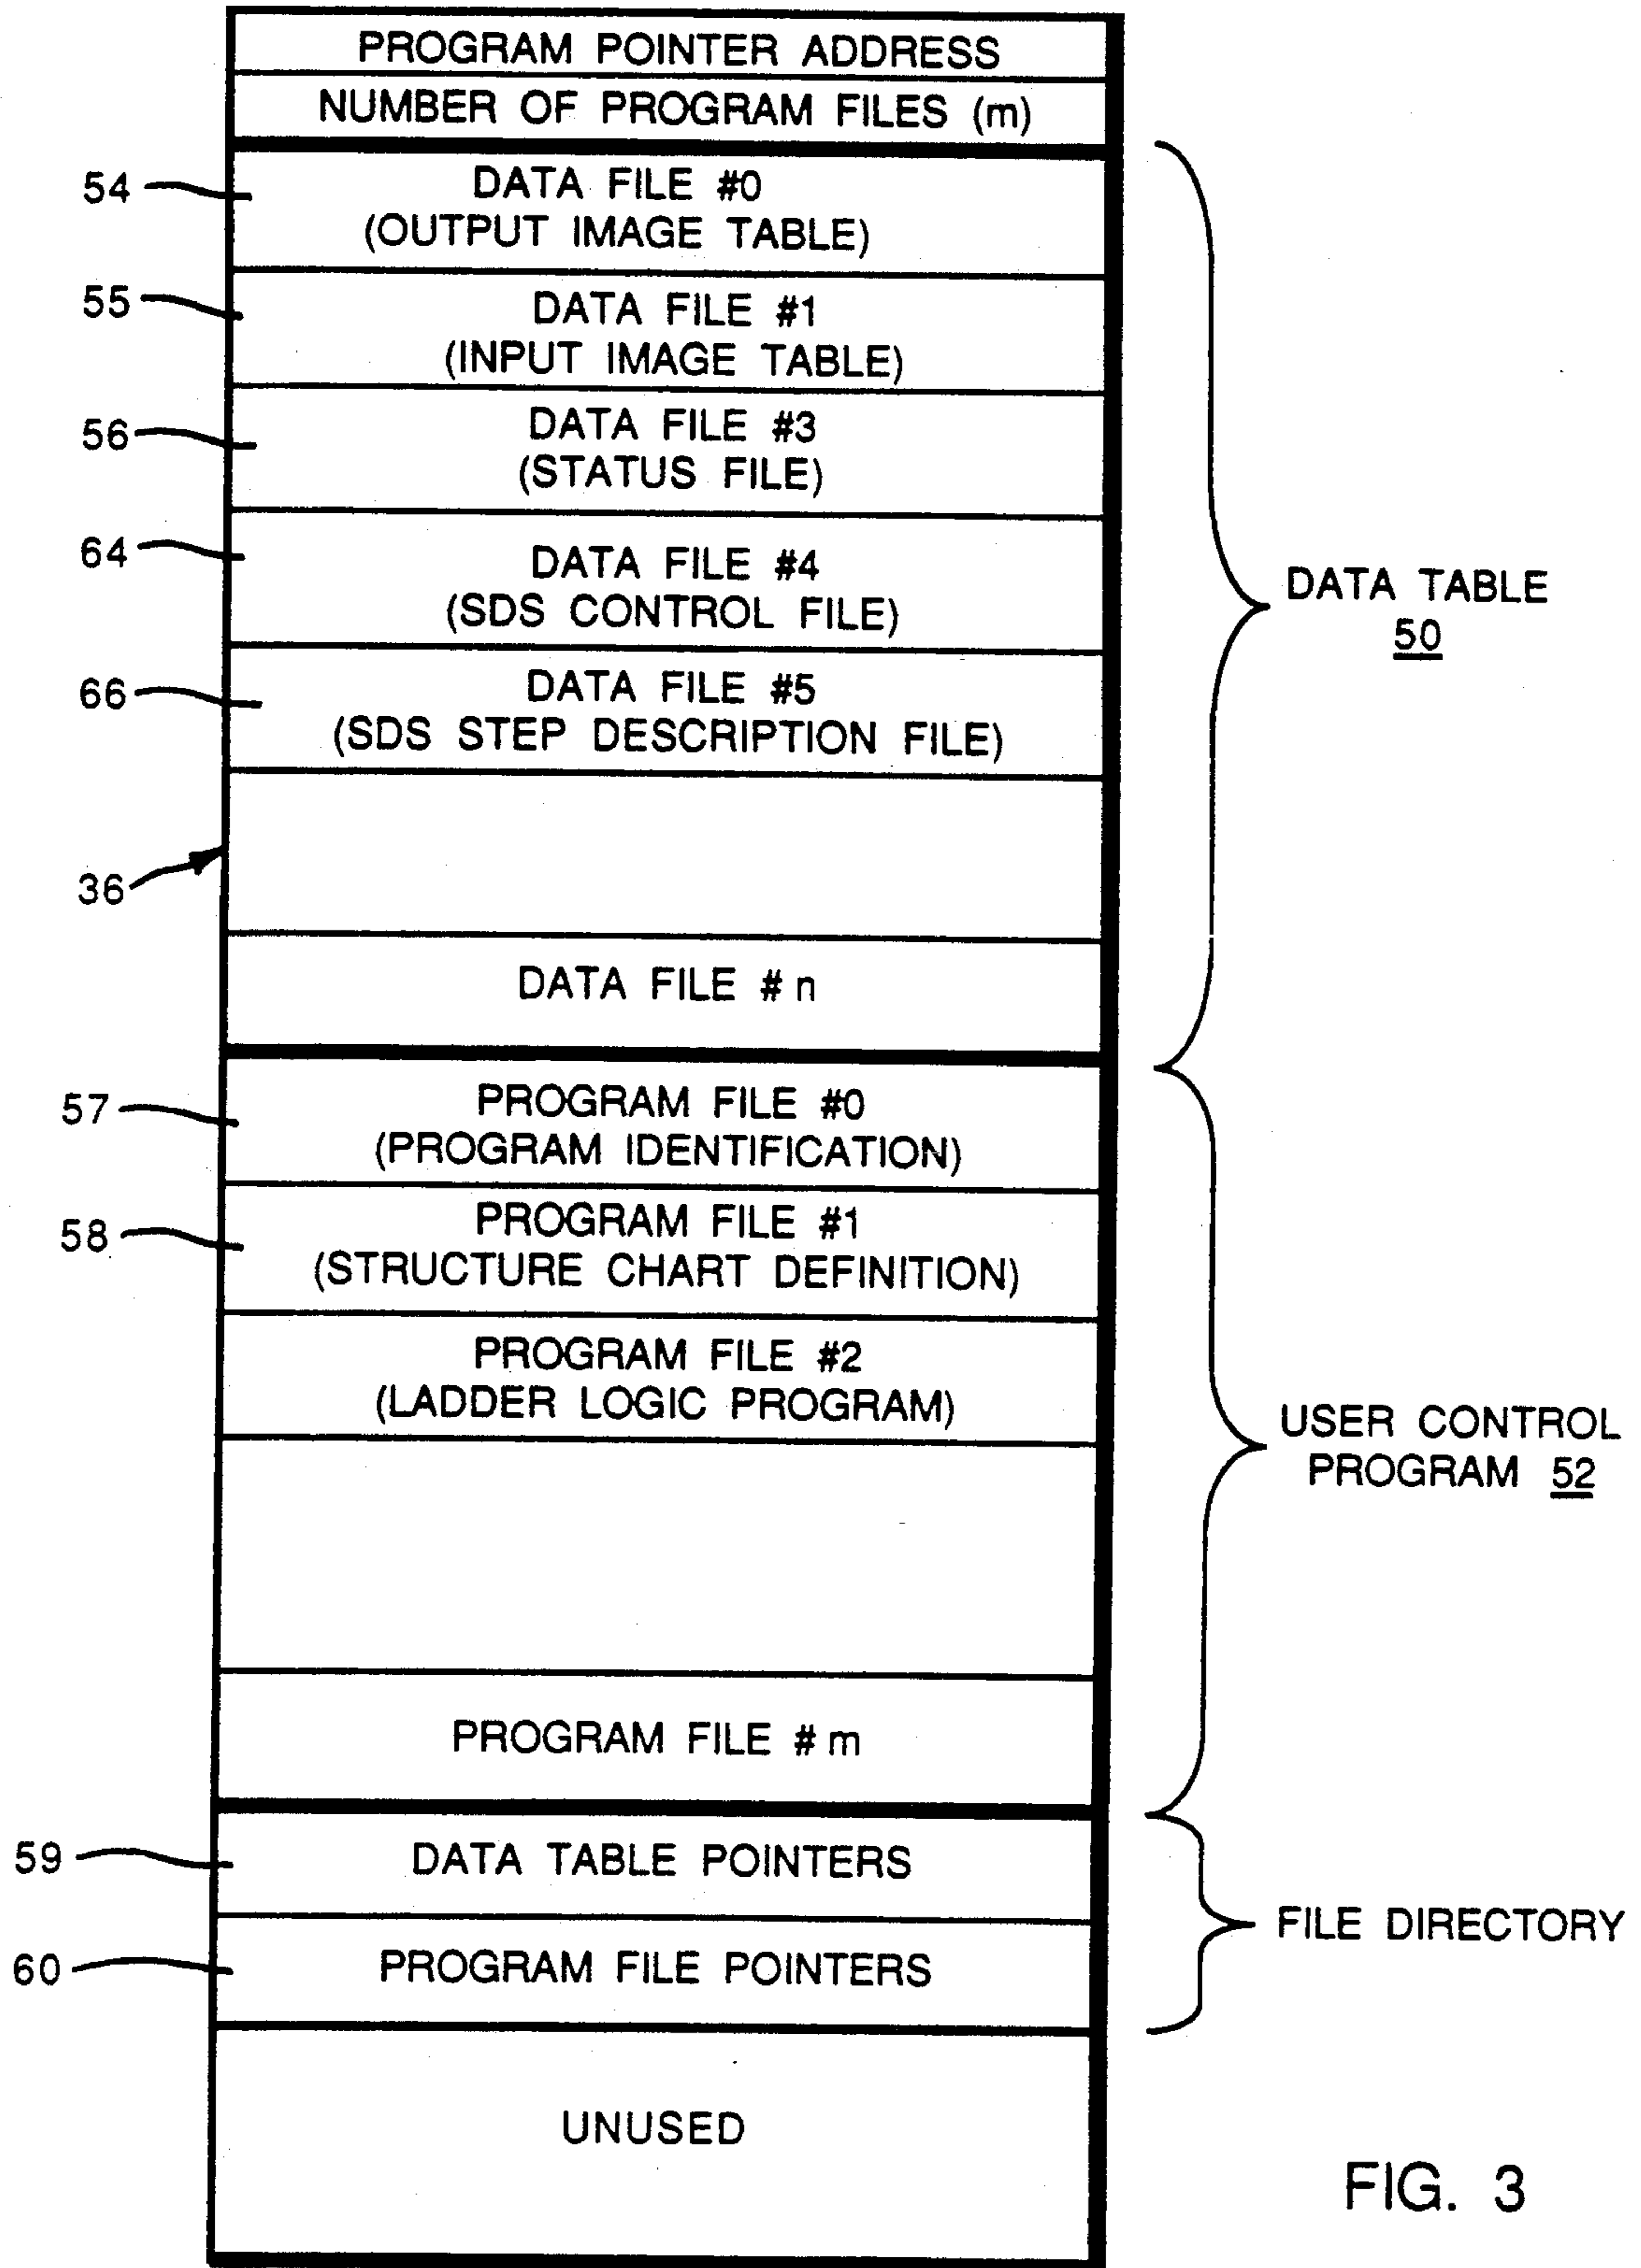 PROGRAM POINTER ADDRESS
NUMBER OF PROGRAM FILES (m)
54
DATA FILE #0
(OUTPUT IMAGE TABLE)
55
DATA FILE #1
(INPUT IMAGE TABLE)
56
DATA FILE #3
(STATUS FILE)
64
DATA FILE #4
(SDS CONTROL FILE)
DATA TABLE
50
66
DATA FILE #5
(SDS STEP DESCRIPTION FILE)
36
DATA FILE # n
57
PROGRAM FILE #0
(PROGRAM IDENTIFICATION)
58
PROGRAM FILE #1
(STRUCTURE CHART DEFINITION)
PROGRAM FILE #2
(LADDER LOGIC PROGRAM)
USER CONTROL
PROGRAM 52
PROGRAM FILE # m
59
DATA TABLE POINTERS
FILE DIRECTORY
60
PROGRAM FILE POINTERS
UNUSED
FIG. 3